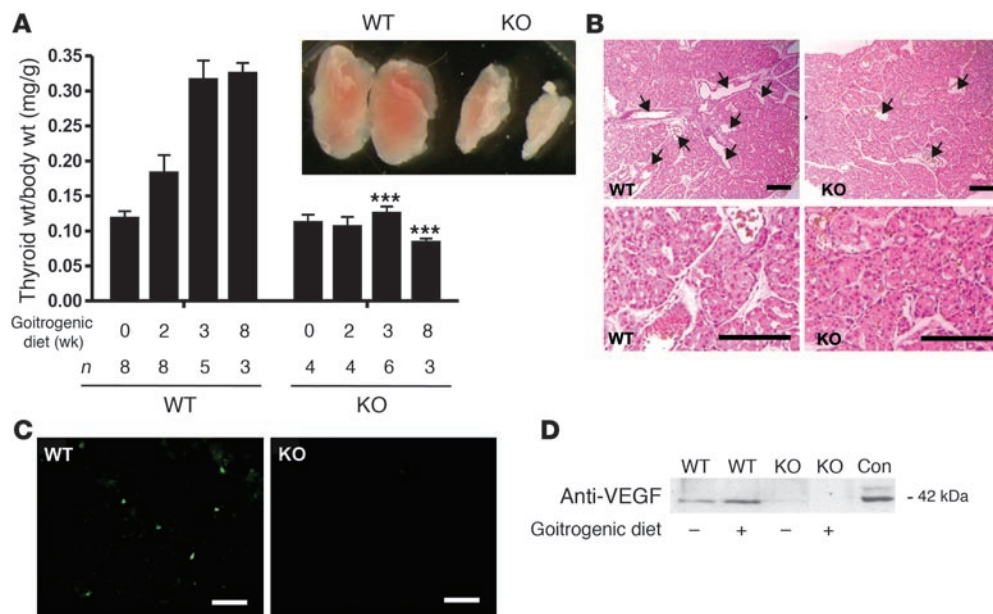 A
WT KO
Thyroid wt/body wt (mg/g)
0.35
0.30
0.25
0.20
0.15
0.10
0.05
0.00
*** ***
Goitrogenic diet (wk) 0 2 3 8 0 2 3 8
n 8 8 5 3 4 4 6 3
WT KO
B
WT KO
WT KO
C
WT KO
D
WT WT KO KO Con
Anti-VEGF - 42 kDa
Goitrogenic diet – + – +